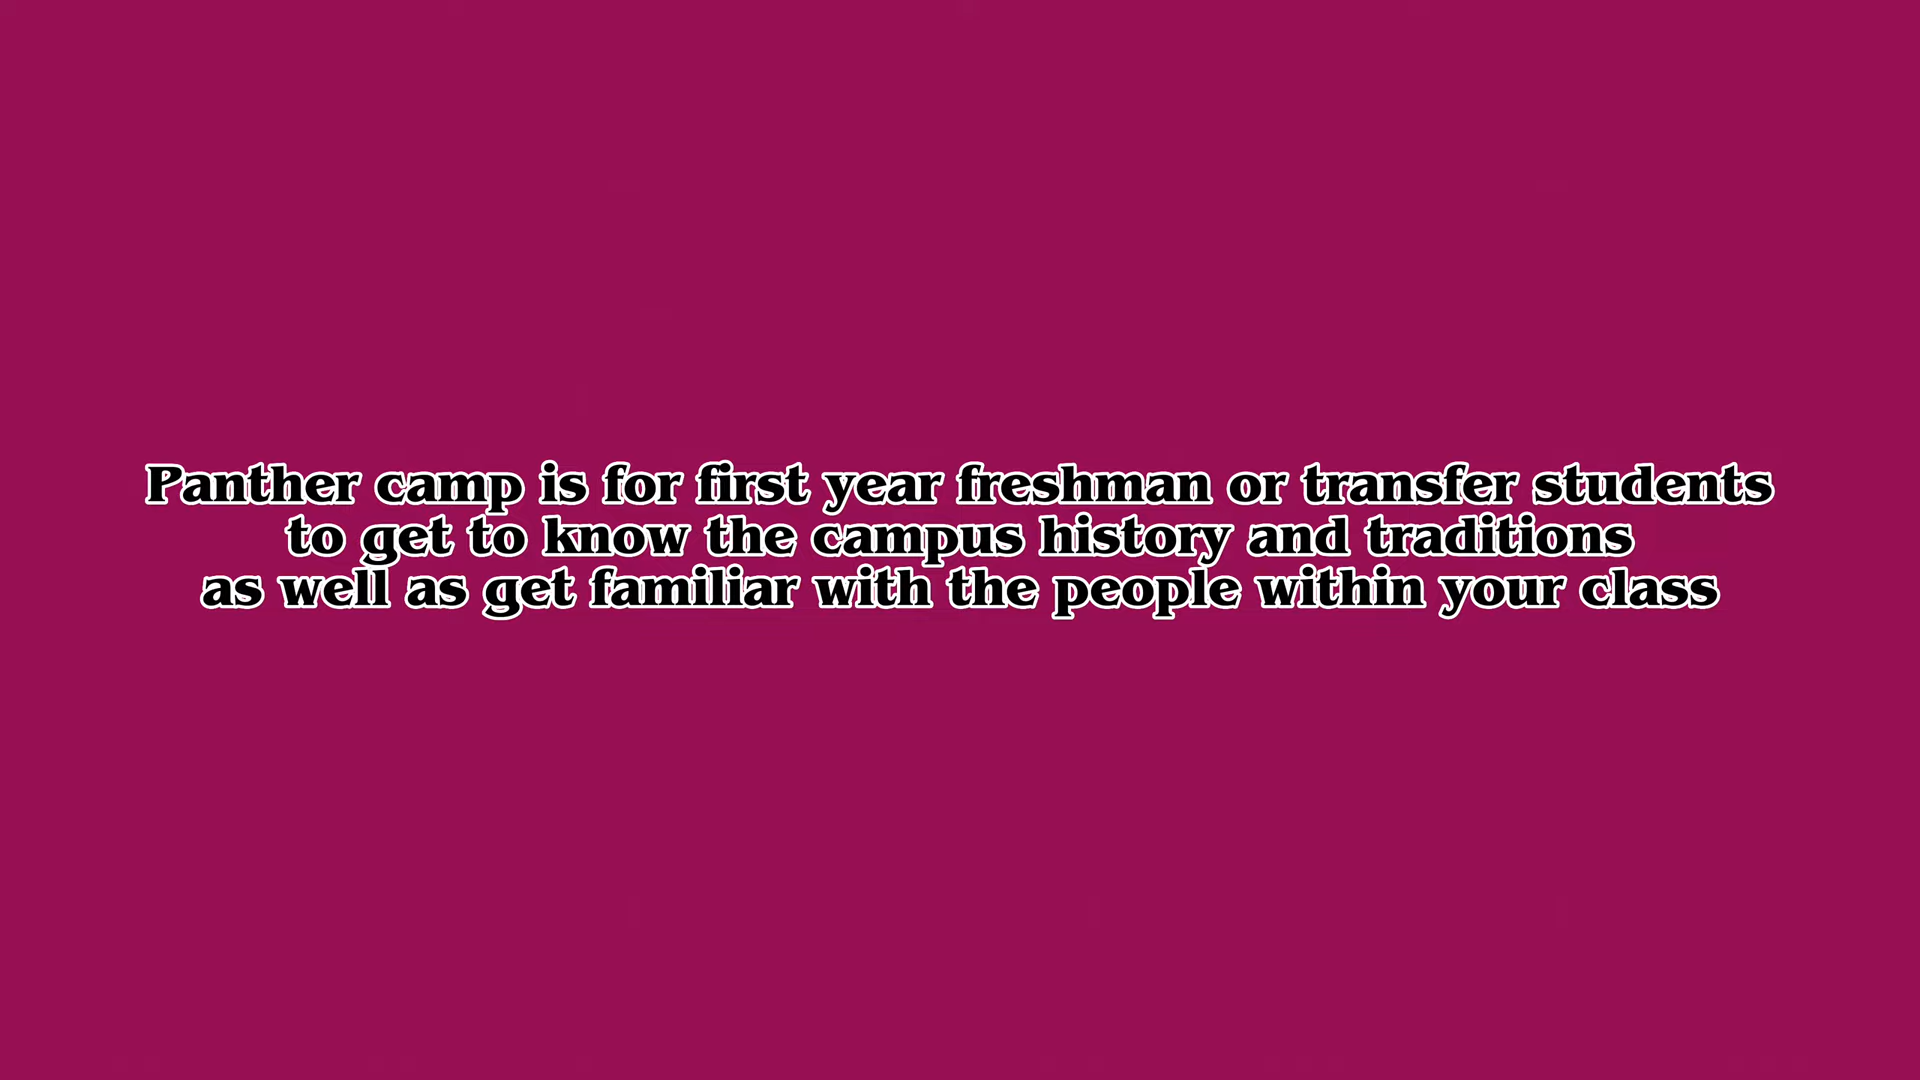 Panther camp is for first year freshman or transfer students
to get to know the campus history and traditions
as well as get familiar with the people within your class